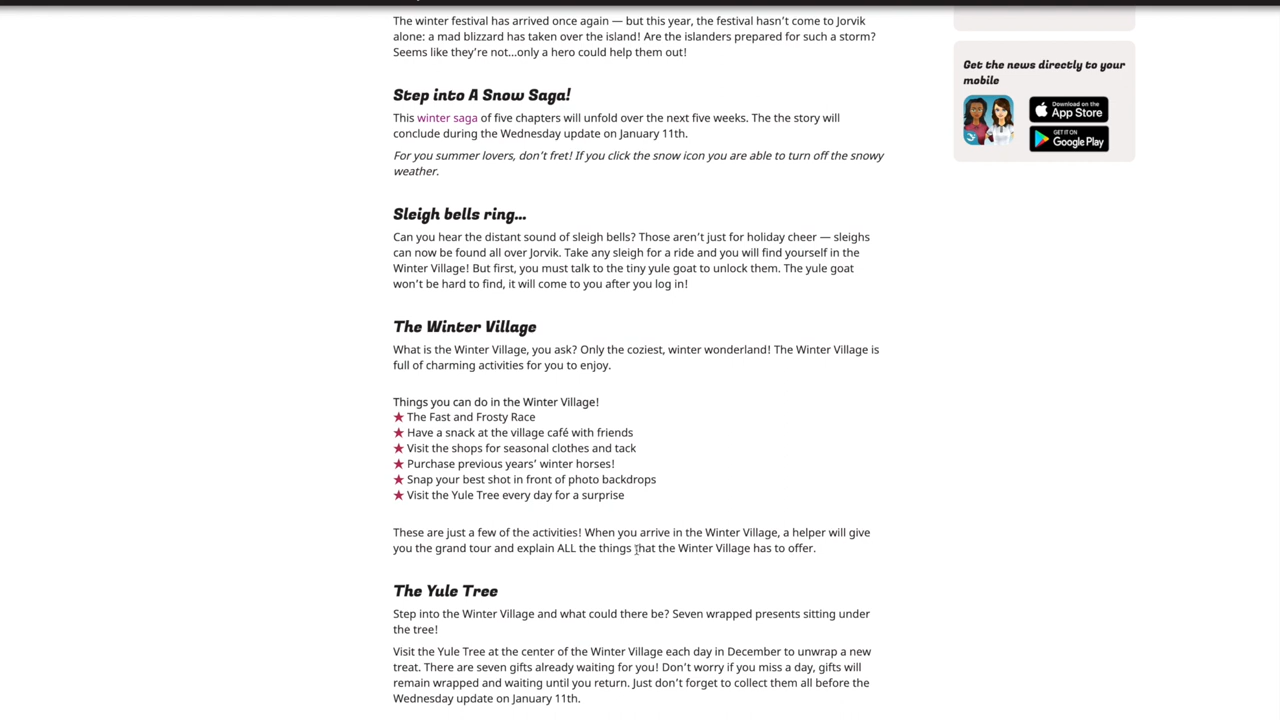 The winter festival has arrived once again — but this year, the festival hasn't come to Jorvik
alone: a mad blizzard has taken over the island! Are the islanders prepared for such a storm?
Seems like they're not...only a hero could help them out!
Step into A Snow Saga!
This winter saga of five chapters will unfold over the next five weeks. The the story will
conclude during the Wednesday update on January 11th.
For you summer lovers, don't fret! If you click the snow icon you are able to turn off the snowy
weather.
Sleigh bells ring...
Can you hear the distant sound of sleigh bells? Those aren't just for holiday cheer — sleighs
can now be found all over Jorvik. Take any sleigh for a ride and you will find yourself in the
Winter Village! But first, you must talk to the tiny yule goat to unlock them. The yule goat
won't be hard to find, it will come to you after you log in!
The Winter Village
What is the Winter Village, you ask? Only the coziest, winter wonderland! The Winter Village is
full of charming activities for you to enjoy.
Things you can do in the Winter Village!
★ The Fast and Frosty Race
★ Have a snack at the village café with friends
★ Visit the shops for seasonal clothes and tack
★ Purchase previous years' winter horses!
★ Snap your best shot in front of photo backdrops
★ Visit the Yule Tree every day for a surprise
These are just a few of the activities! When you arrive in the Winter Village, a helper will give
you the grand tour and explain ALL the things that the Winter Village has to offer.
The Yule Tree
Step into the Winter Village and what could there be? Seven wrapped presents sitting under
the tree!
Visit the Yule Tree at the center of the Winter Village each day in December to unwrap a new
treat. There are seven gifts already waiting for you! Don't worry if you miss a day, gifts will
remain wrapped and waiting until you return. Just don't forget to collect them all before the
Wednesday update on January 11th.
Get the news directly to your
mobile
Download on the
App Store
GET IT ON
Google Play